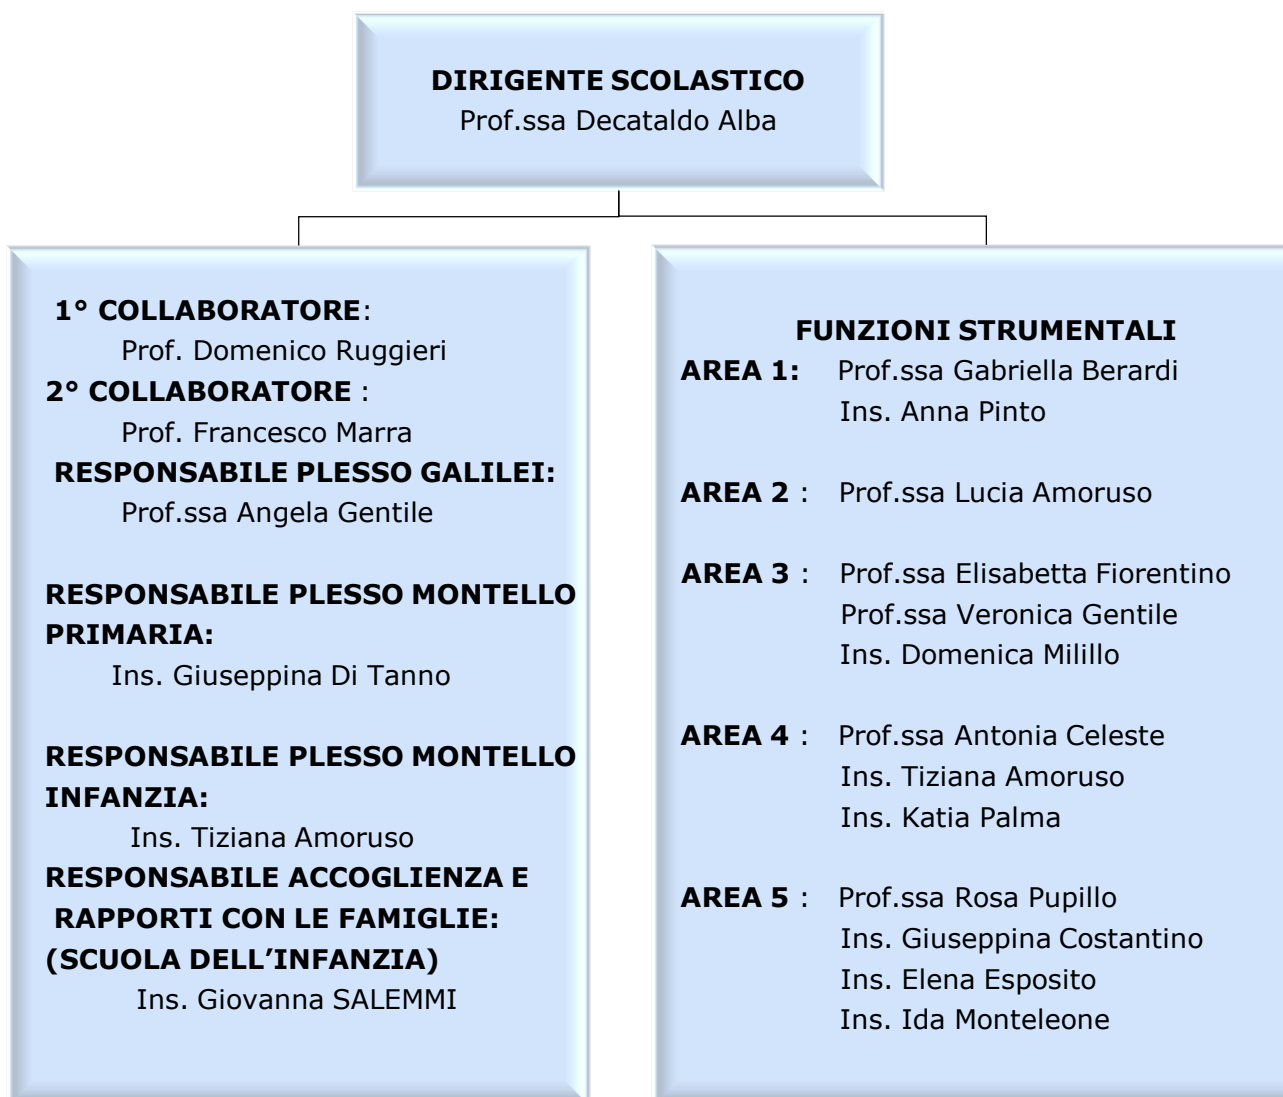 DIRIGENTE SCOLASTICO
Prof.ssa Decataldo Alba
1° COLLABORATORE:
Prof. Domenico Ruggieri
2° COLLABORATORE :
Prof. Francesco Marra
RESPONSABILE PLESSO GALILEI:
Prof.ssa Angela Gentile
RESPONSABILE PLESSO MONTELLO
PRIMARIA:
Ins. Giuseppina Di Tanno
RESPONSABILE PLESSO MONTELLO
INFANZIA:
Ins. Tiziana Amoruso
RESPONSABILE ACCOGLIENZA E
RAPPORTI CON LE FAMIGLIE:
(SCUOLA DELL’INFANZIA)
Ins. Giovanna SALEMMI
FUNZIONI STRUMENTALI
AREA 1: Prof.ssa Gabriella Berardi
Ins. Anna Pinto
AREA 2 : Prof.ssa Lucia Amoruso
AREA 3 : Prof.ssa Elisabetta Fiorentino
Prof.ssa Veronica Gentile
Ins. Domenica Milillo
AREA 4 : Prof.ssa Antonia Celeste
Ins. Tiziana Amoruso
Ins. Katia Palma
AREA 5 : Prof.ssa Rosa Pupillo
Ins. Giuseppina Costantino
Ins. Elena Esposito
Ins. Ida Monteleone